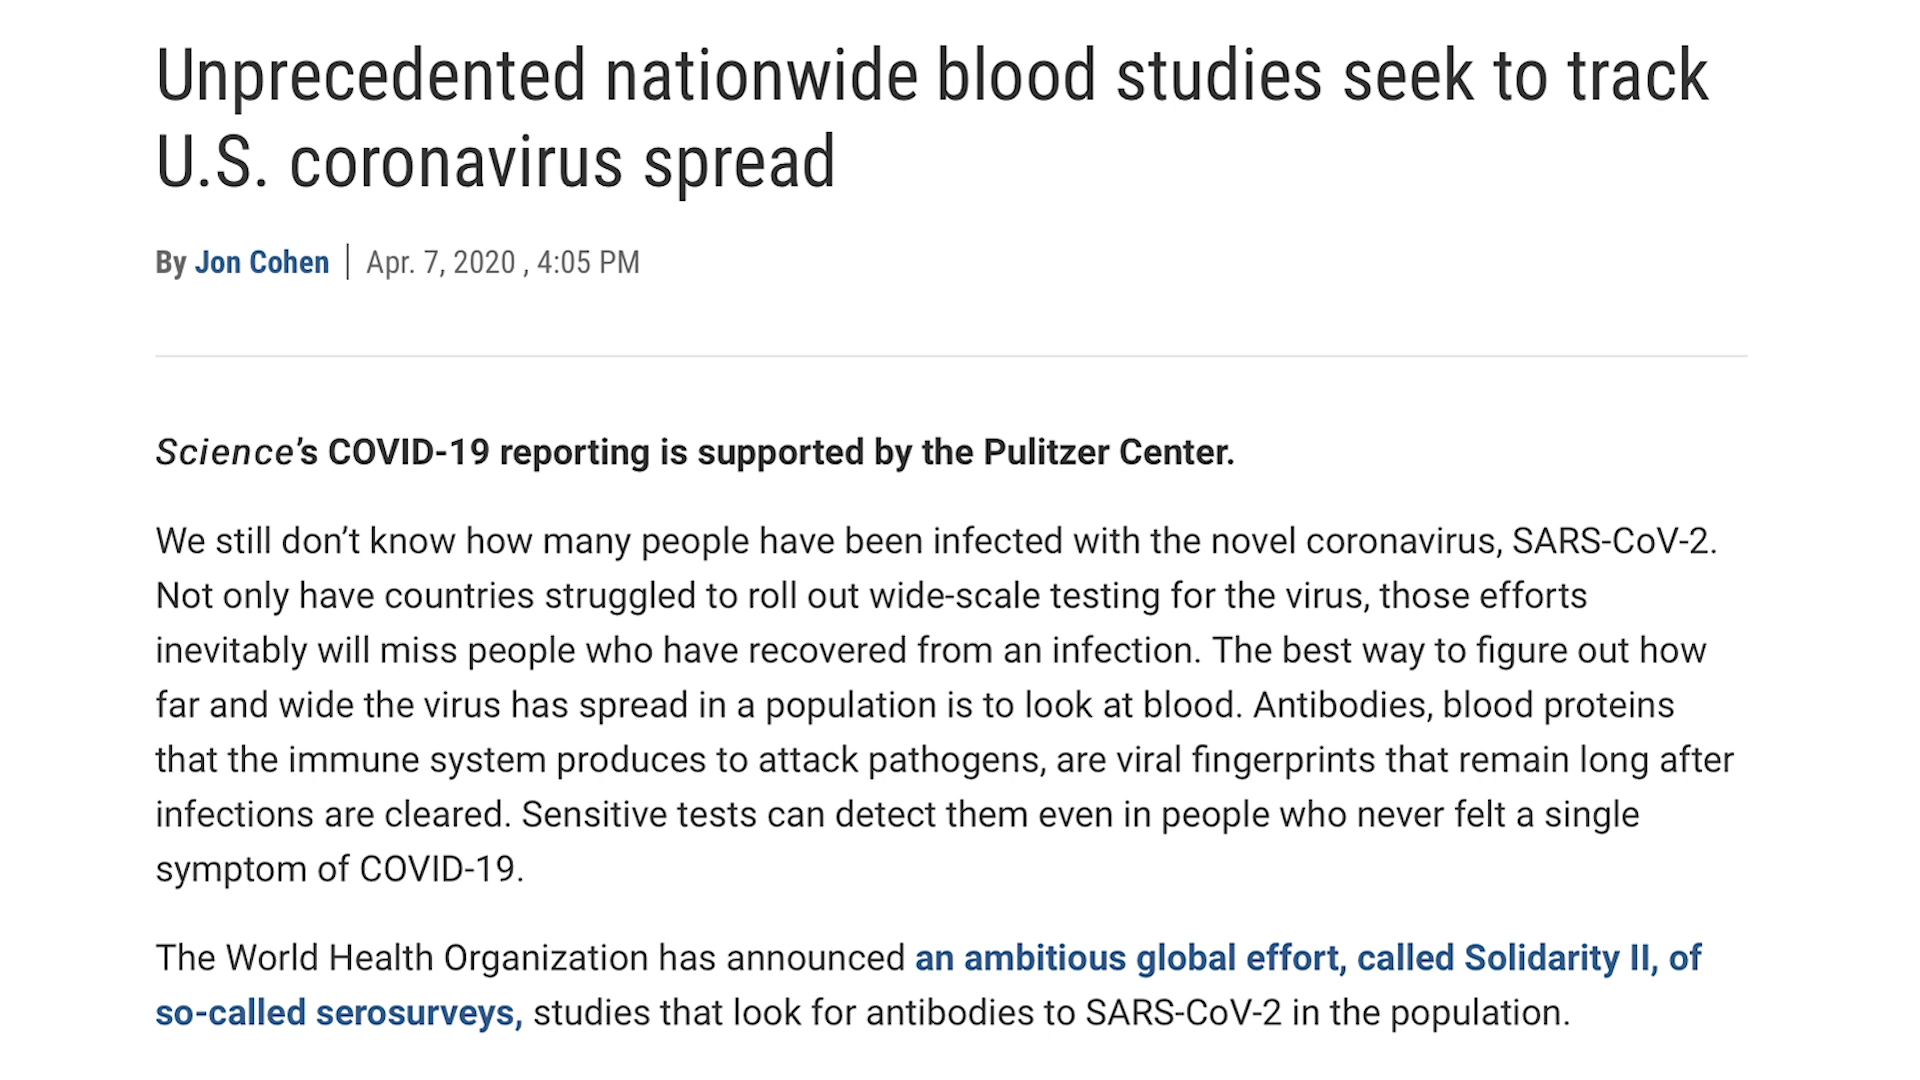 Unprecedented nationwide blood studies seek to track
U.S. coronavirus spread
By Jon Cohen | Apr. 7, 2020 , 4:05 PM
Science’s COVID-19 reporting is supported by the Pulitzer Center.
We still don’t know how many people have been infected with the novel coronavirus, SARS-CoV-2.
Not only have countries struggled to roll out wide-scale testing for the virus, those efforts
inevitably will miss people who have recovered from an infection. The best way to figure out how
far and wide the virus has spread in a population is to look at blood. Antibodies, blood proteins
that the immune system produces to attack pathogens, are viral fingerprints that remain long after
infections are cleared. Sensitive tests can detect them even in people who never felt a single
symptom of COVID-19.
The World Health Organization has announced an ambitious global effort, called Solidarity II, of
so-called serosurveys, studies that look for antibodies to SARS-CoV-2 in the population.